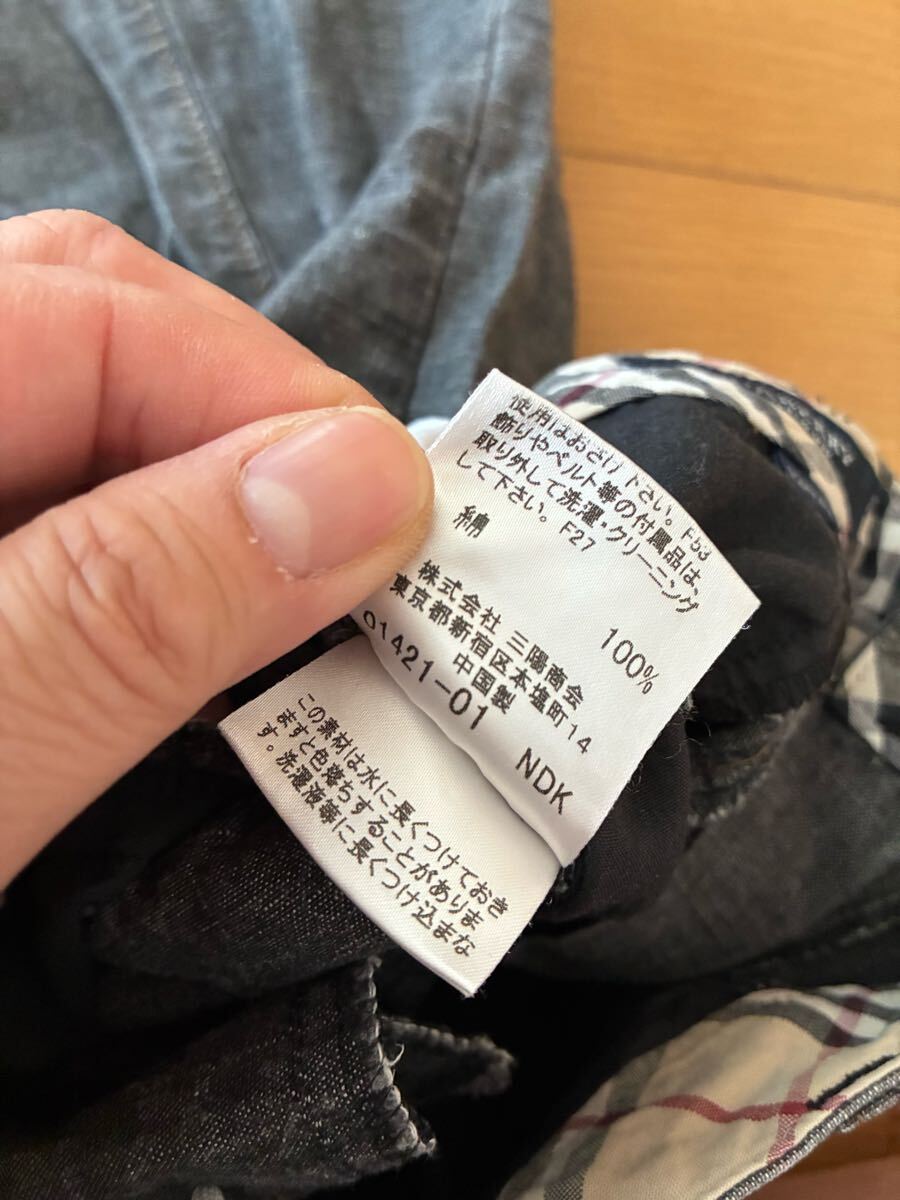 使用はおさけ下さい。F53
飾りやベルト等の付属品は、
取り外して洗濯・クリーニング
して下さい。F27
綿 100%
株式会社 三陽商会
東京都新宿区本塩町14
中国製
01421-01 NDK
この素材は水に長くつけておき
ますと色落ちすることがありま
す。洗濯液等に長くつけ込まな